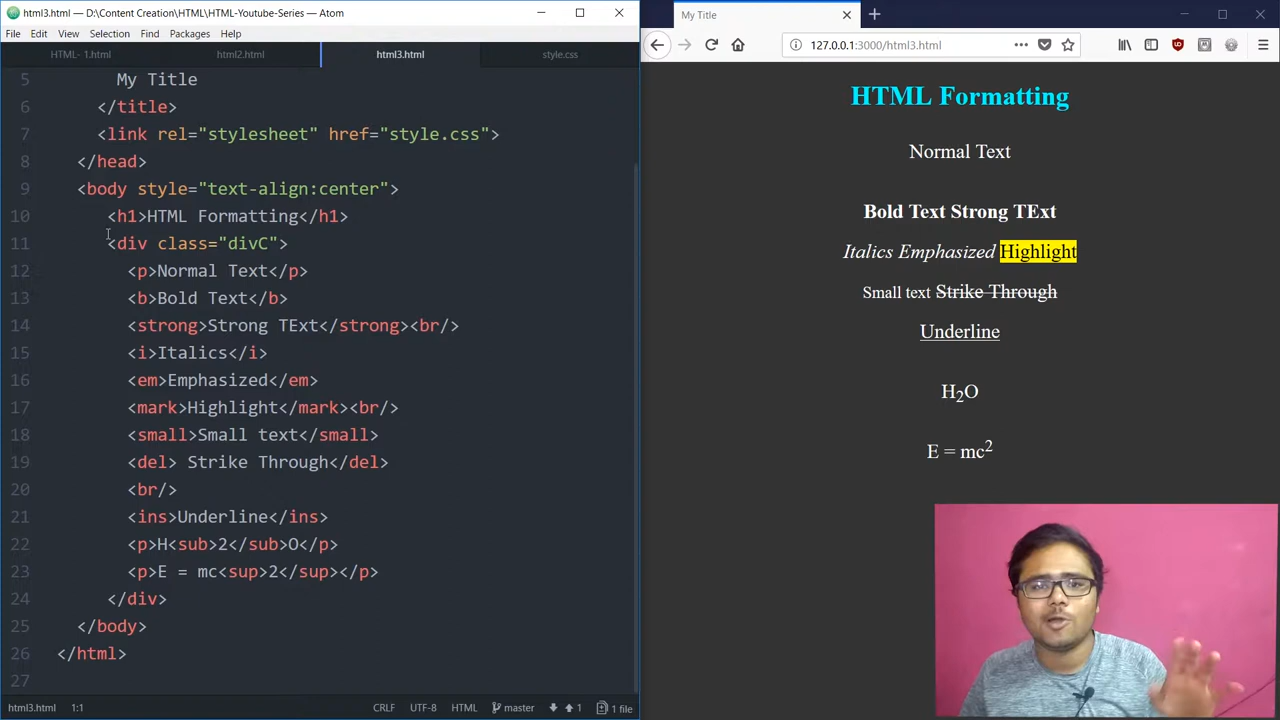 html3.html — D:\Content Creation\HTML\HTML-Youtube-Series — Atom
File Edit View Selection Find Packages Help
HTML- 1.html html2.html html3.html style.css
5 My Title
6 </title>
7 <link rel="stylesheet" href="style.css">
8 </head>
9 <body style="text-align:center">
10 <h1>HTML Formatting</h1>
11 <div class="divC">
12 <p>Normal Text</p>
13 <b>Bold Text</b>
14 <strong>Strong TExt</strong><br/>
15 <i>Italics</i>
16 <em>Emphasized</em>
17 <mark>Highlight</mark><br/>
18 <small>Small text</small>
19 <del> Strike Through</del>
20 <br/>
21 <ins>Underline</ins>
22 <p>H<sub>2</sub>O</p>
23 <p>E = mc<sup>2</sup></p>
24 </div>
25 </body>
26 </html>
27
html3.html 1:1 CRLF UTF-8 HTML master 1 1 file
My Title
127.0.0.1:3000/html3.html
HTML Formatting
Normal Text
Bold Text Strong TExt
Italics Emphasized Highlight
Small text Strike Through
Underline
H2O
E = mc2